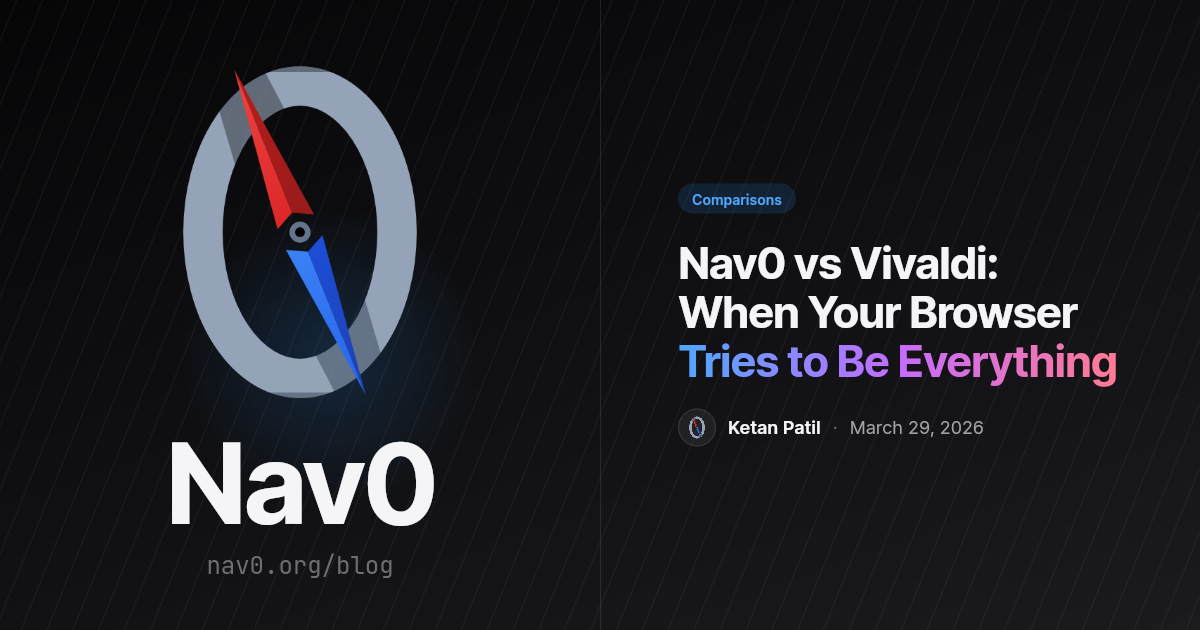 Nav0
nav0.org/blog
Comparisons
Nav0 vs Vivaldi:
When Your Browser
Tries to Be Everything
Ketan Patil · March 29, 2026